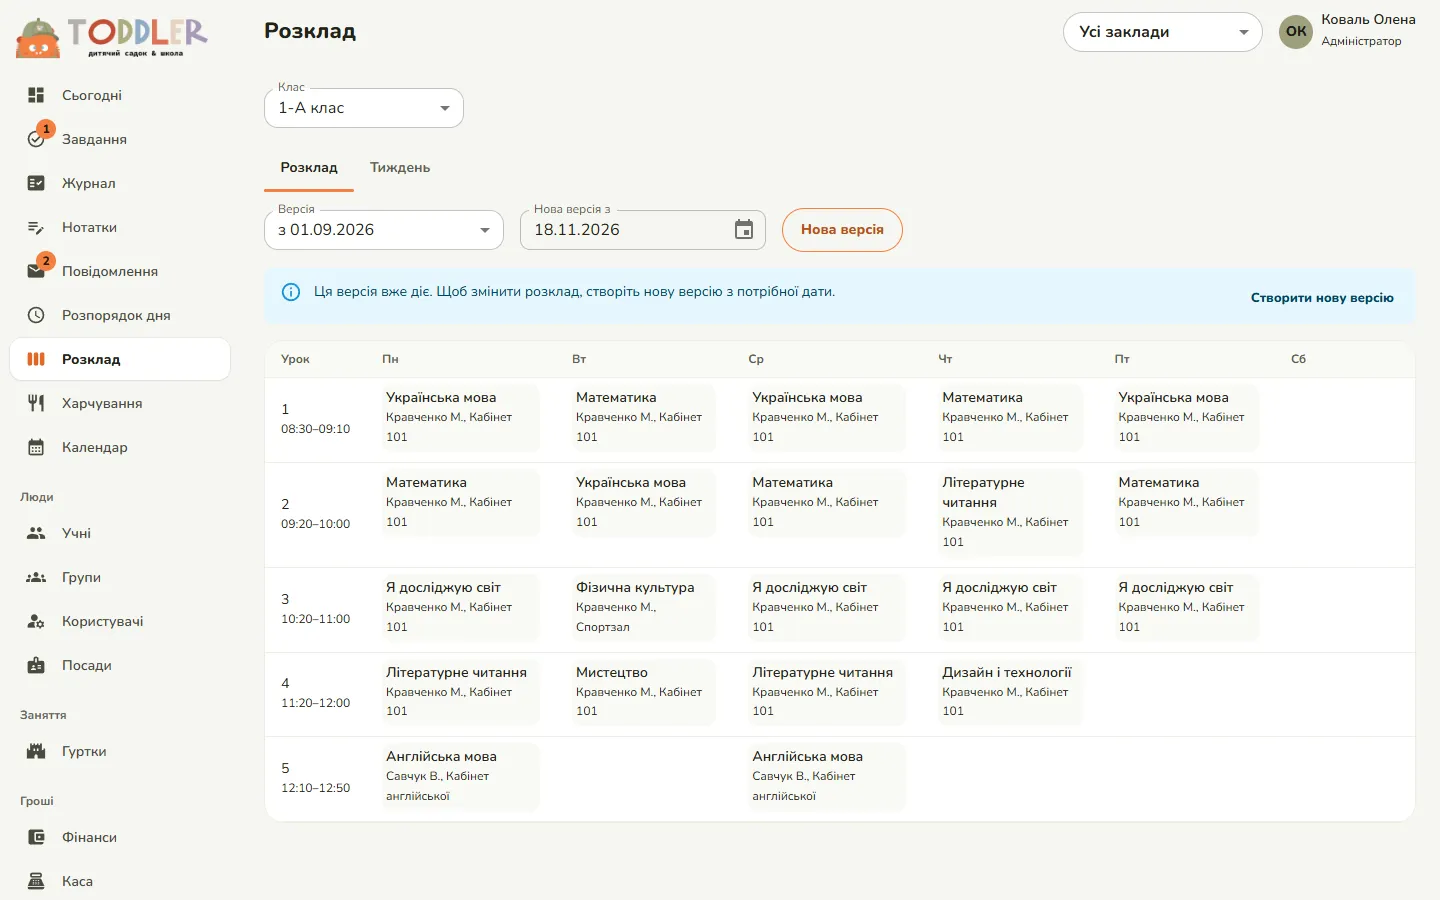 TODDLER
дитячий садок & школа
Розклад
Усі заклади
ОК
Коваль Олена
Адміністратор
Сьогодні
1
Завдання
Журнал
Нотатки
2
Повідомлення
Розпорядок дня
Розклад
Харчування
Календар
Люди
Учні
Групи
Користувачі
Посади
Заняття
Гуртки
Гроші
Фінанси
Каса
Клас
1-А клас
Розклад
Тиждень
Версія
з 01.09.2026
Нова версія з
18.11.2026
Нова версія
Ця версія вже діє. Щоб змінити розклад, створіть нову версію з потрібної дати.
Створити нову версію
Урок
Пн
Вт
Ср
Чт
Пт
Сб
1
08:30–09:10
Українська мова
Кравченко М., Кабінет
101
Математика
Кравченко М., Кабінет
101
Українська мова
Кравченко М., Кабінет
101
Математика
Кравченко М., Кабінет
101
Українська мова
Кравченко М., Кабінет
101
2
09:20–10:00
Математика
Кравченко М., Кабінет
101
Українська мова
Кравченко М., Кабінет
101
Математика
Кравченко М., Кабінет
101
Літературне
читання
Кравченко М., Кабінет
101
Математика
Кравченко М., Кабінет
101
3
10:20–11:00
Я досліджую світ
Кравченко М., Кабінет
101
Фізична культура
Кравченко М.,
Спортзал
Я досліджую світ
Кравченко М., Кабінет
101
Я досліджую світ
Кравченко М., Кабінет
101
Я досліджую світ
Кравченко М., Кабінет
101
4
11:20–12:00
Літературне читання
Кравченко М., Кабінет
101
Мистецтво
Кравченко М., Кабінет
101
Літературне читання
Кравченко М., Кабінет
101
Дизайн і технології
Кравченко М., Кабінет
101
5
12:10–12:50
Англійська мова
Савчук В., Кабінет
англійської
Англійська мова
Савчук В., Кабінет
англійської